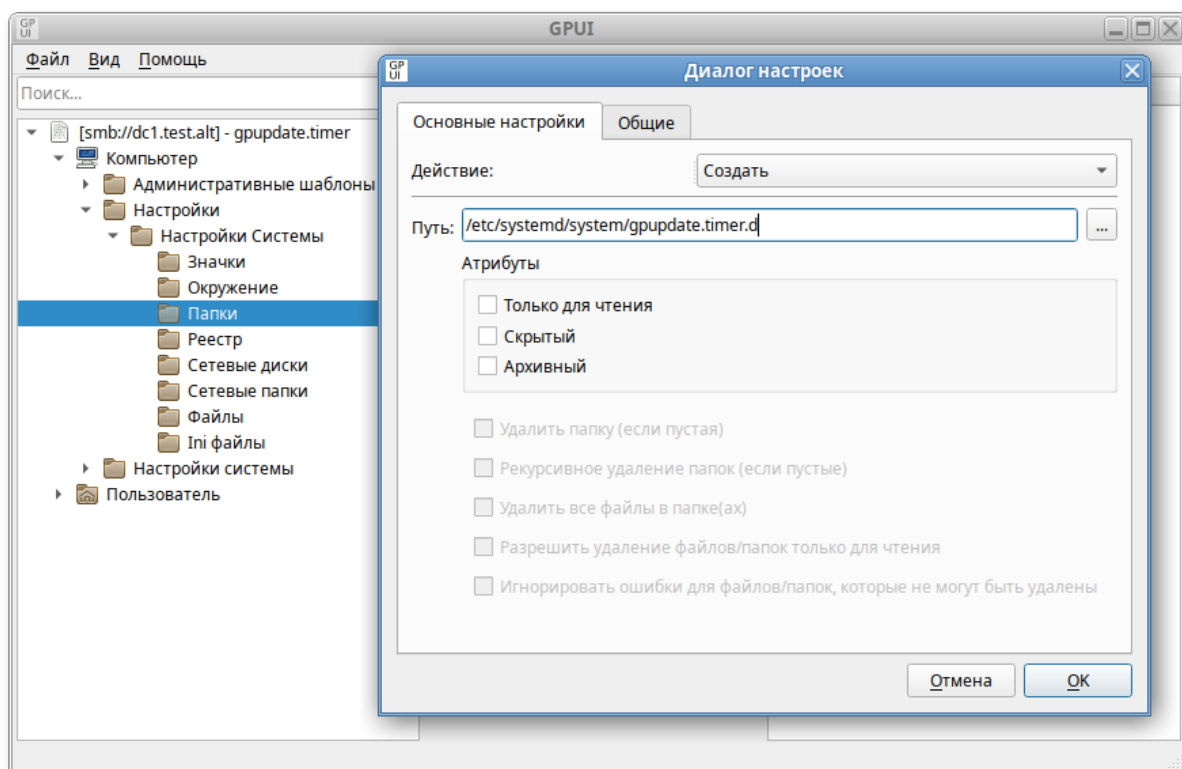 GP
UI
GPUI
Файл Вид Помощь
Поиск...
[smb://dc1.test.alt] - gpupdate.timer
Компьютер
Административные шаблоны
Настройки
Настройки Системы
Значки
Окружение
Папки
Реестр
Сетевые диски
Сетевые папки
Файлы
Ini файлы
Настройки системы
Пользователь
GP
UI
Диалог настроек
Основные настройки Общие
Действие: Создать
Путь: /etc/systemd/system/gpupdate.timer.d ...
Атрибуты
Только для чтения
Скрытый
Архивный
Удалить папку (если пустая)
Рекурсивное удаление папок (если пустые)
Удалить все файлы в папке(ах)
Разрешить удаление файлов/папок только для чтения
Игнорировать ошибки для файлов/папок, которые не могут быть удалены
Отмена OK